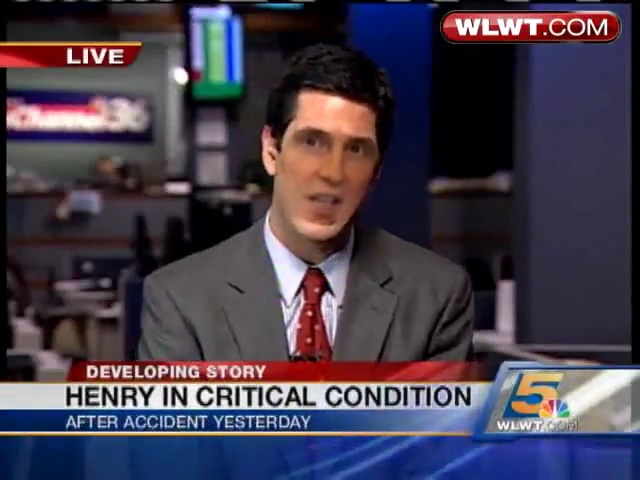 WLWT.COM
LIVE
DEVELOPING STORY
HENRY IN CRITICAL CONDITION
AFTER ACCIDENT YESTERDAY
5
WLWT.COM